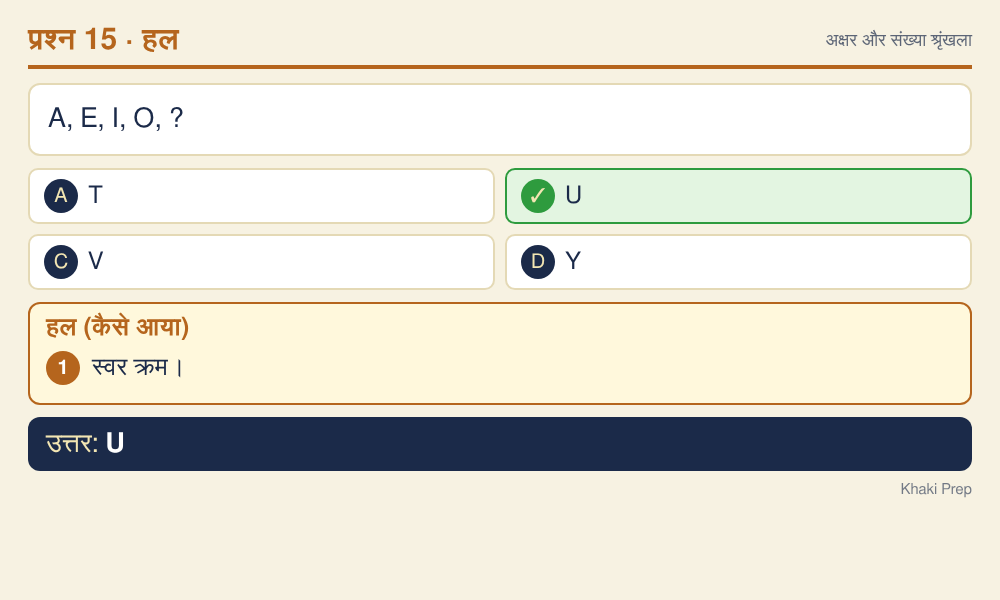 प्रश्न 15 · हल
अक्षर और संख्या श्रृंखला
A, E, I, O, ?
A T
✓ U
C V
D Y
हल (कैसे आया)
1 स्वर क्रम।
उत्तर: U
Khaki Prep